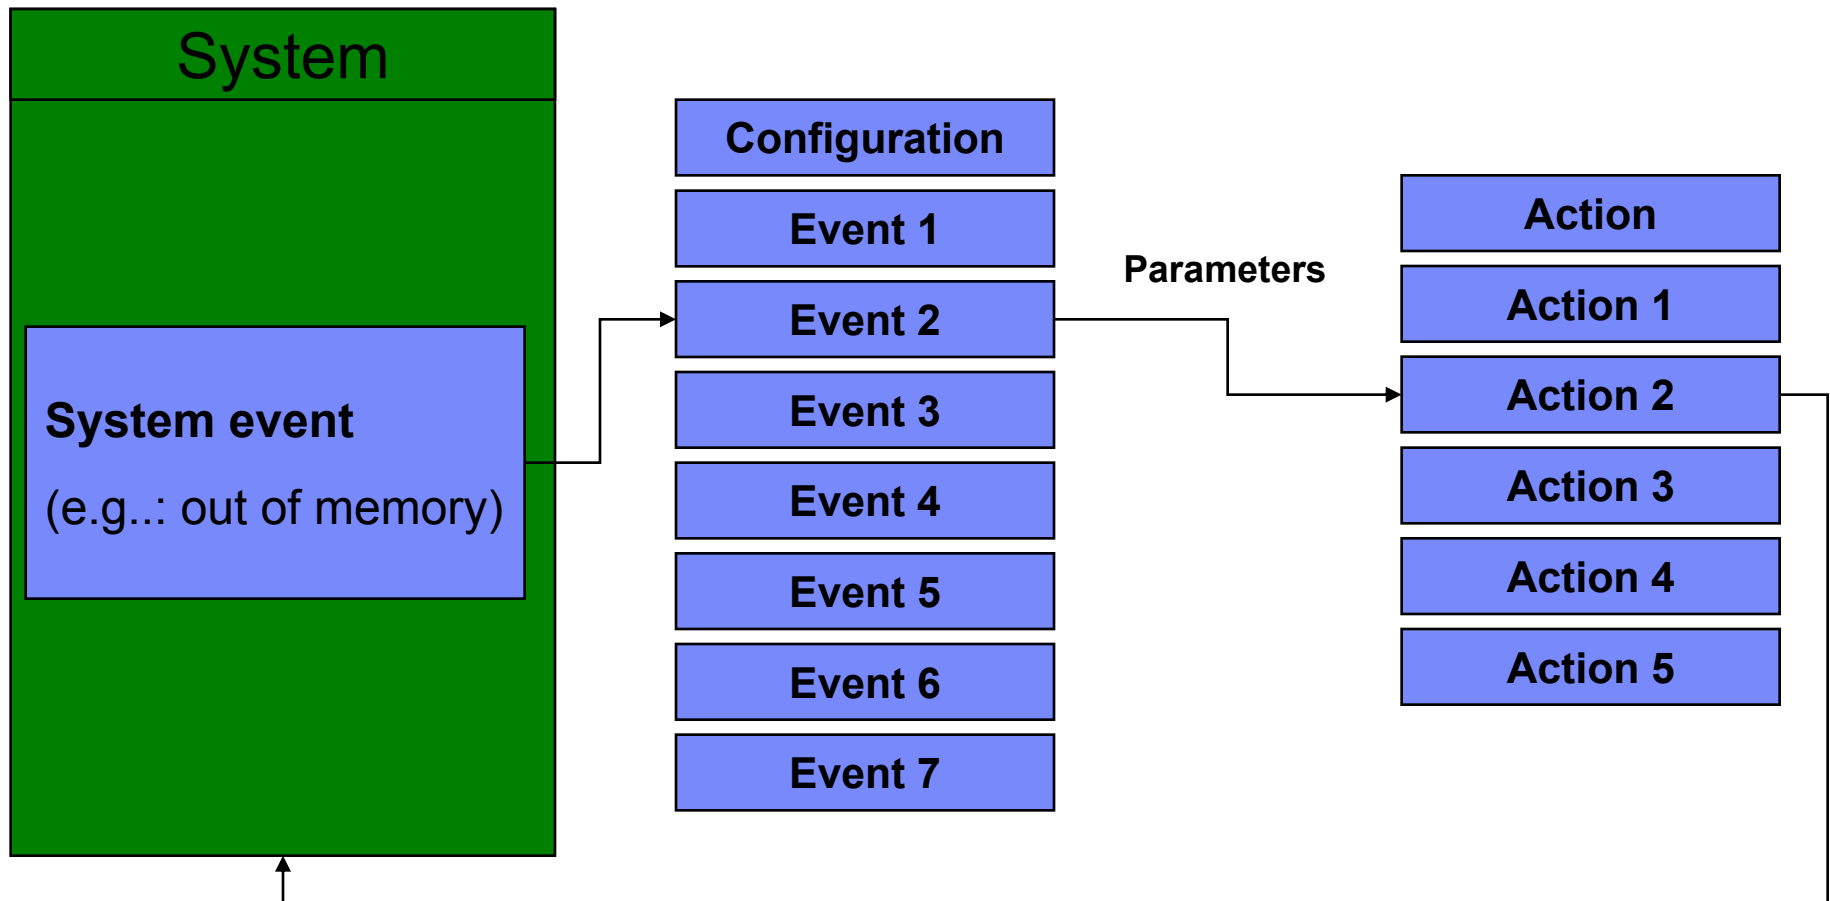 System
System event
(e.g..: out of memory)
Configuration
Event 1
Event 2
Event 3
Event 4
Event 5
Event 6
Event 7
Parameters
Action
Action 1
Action 2
Action 3
Action 4
Action 5